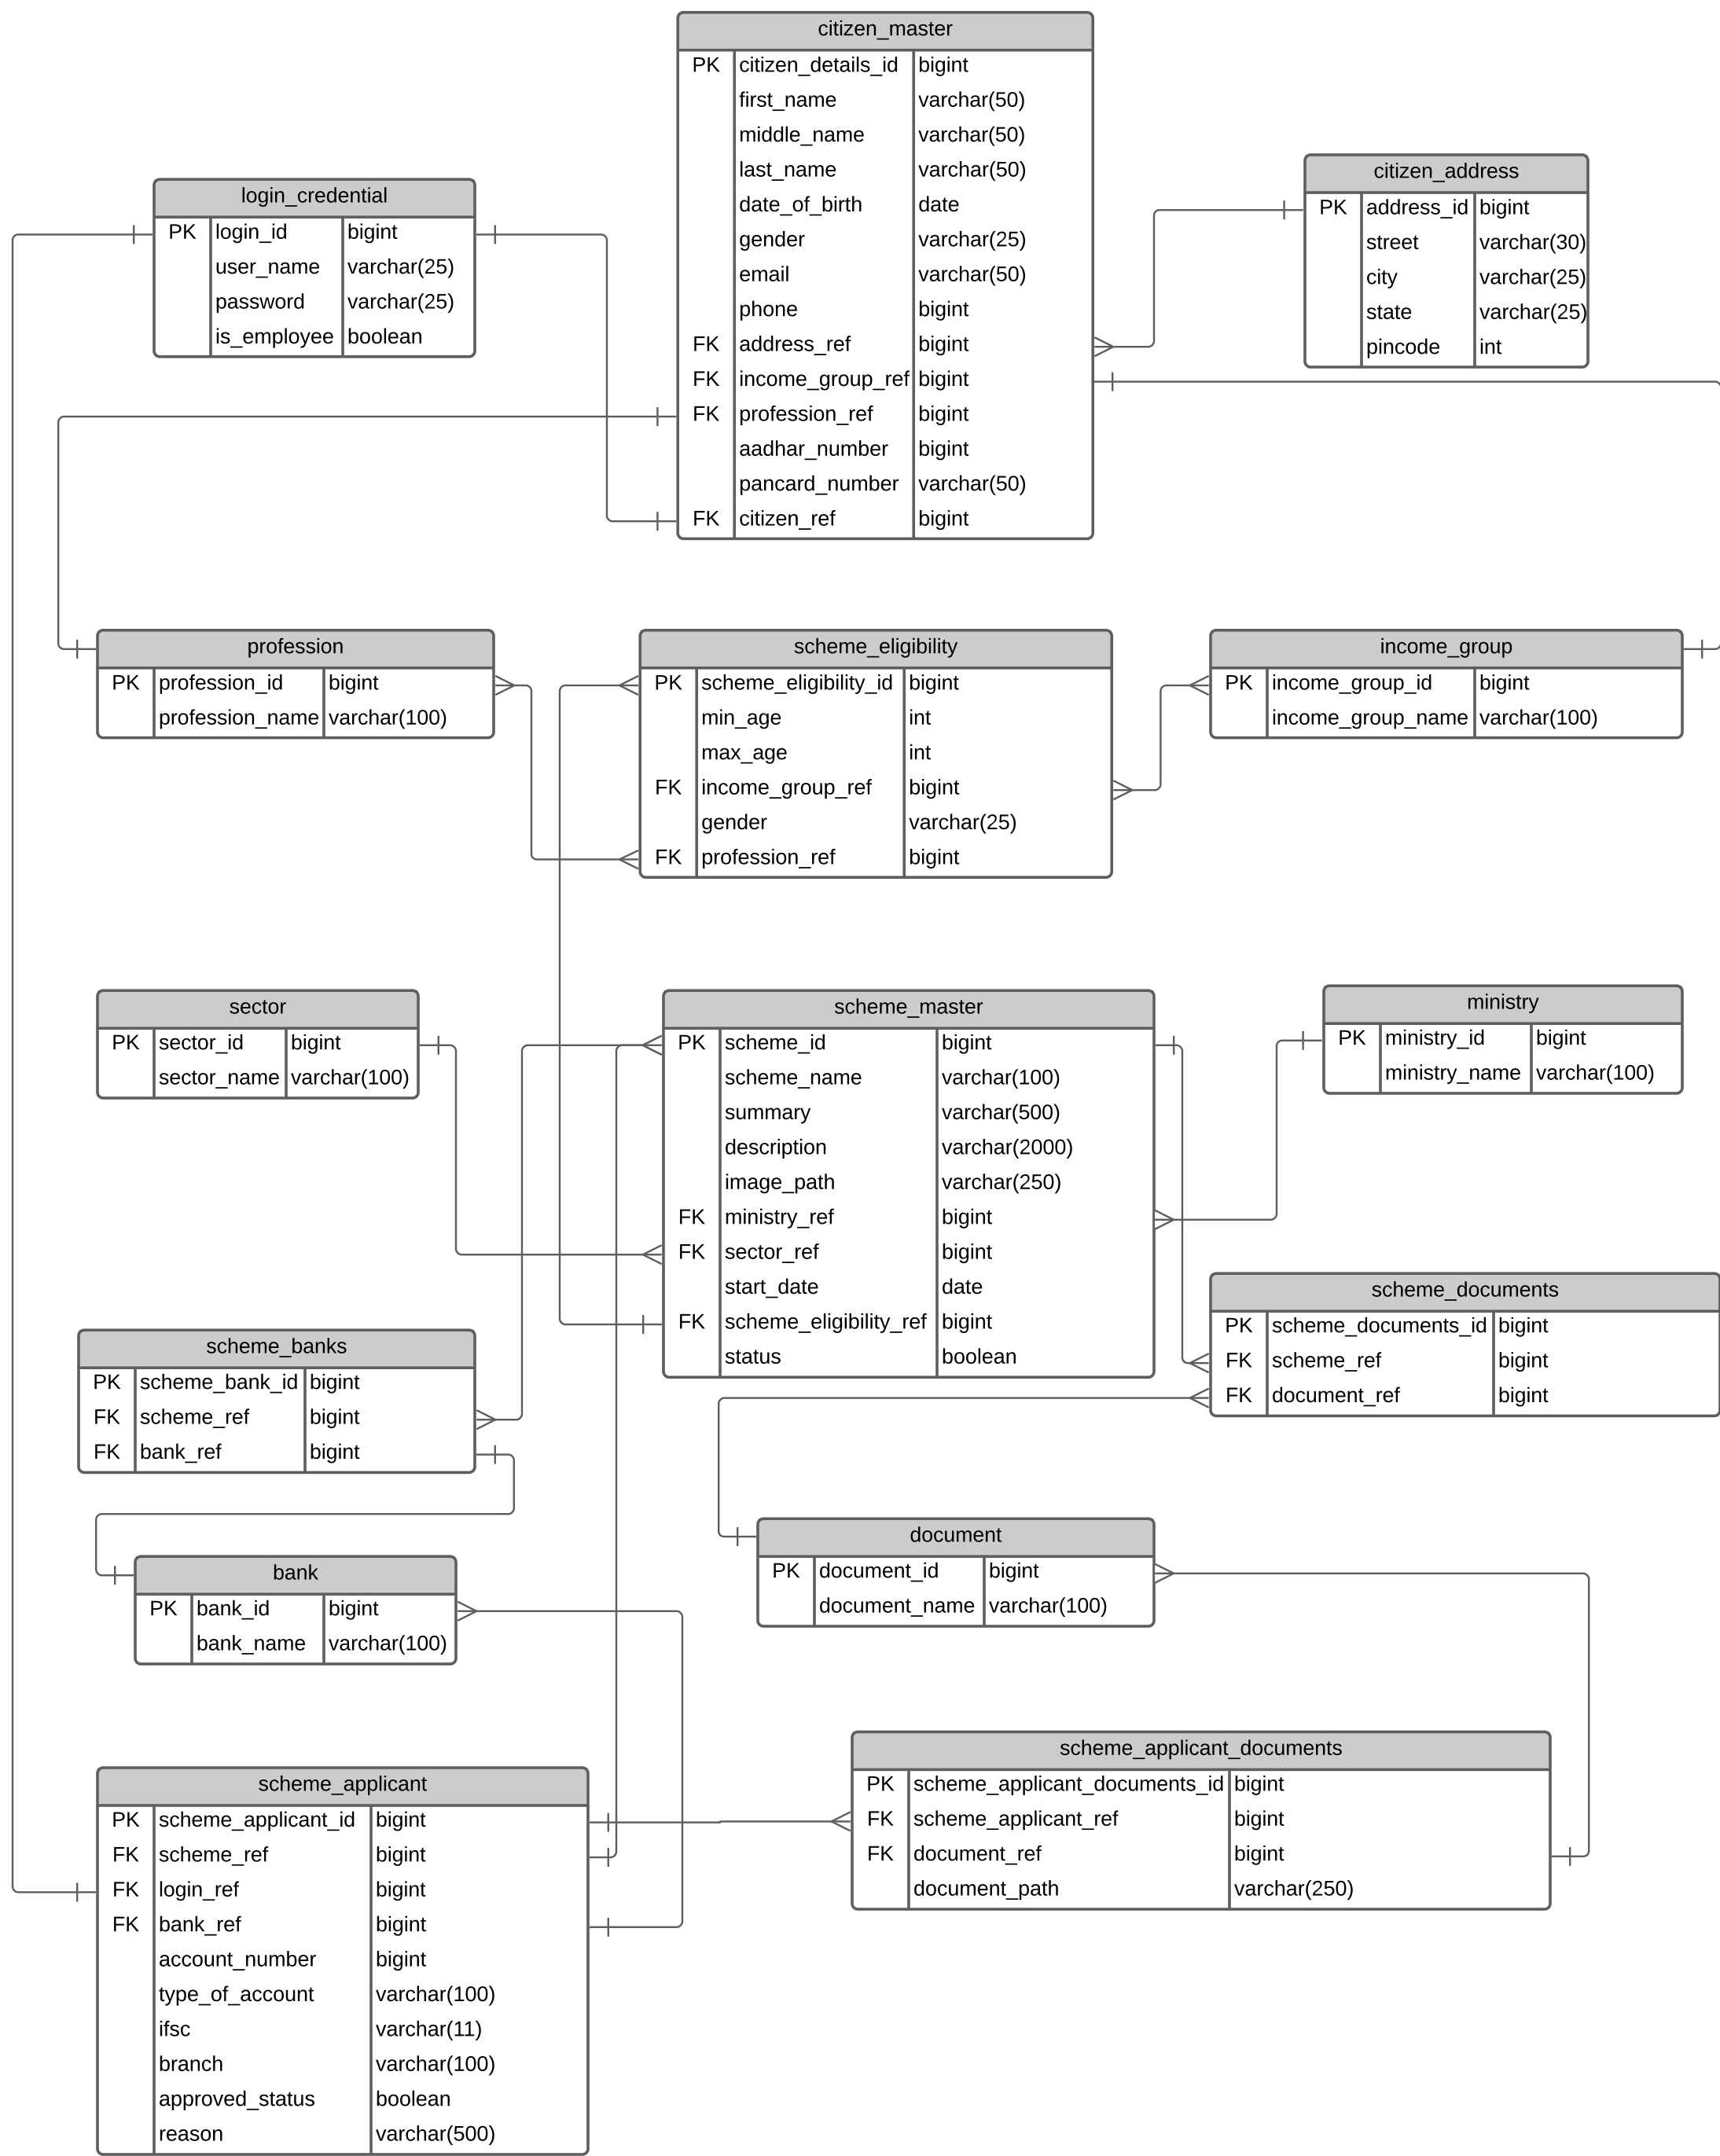 citizen_master
PK citizen_details_id bigint
first_name varchar(50)
middle_name varchar(50)
last_name varchar(50)
date_of_birth date
gender varchar(25)
email varchar(50)
phone bigint
FK address_ref bigint
FK income_group_ref bigint
FK profession_ref bigint
aadhar_number bigint
pancard_number varchar(50)
FK citizen_ref bigint
login_credential
PK login_id bigint
user_name varchar(25)
password varchar(25)
is_employee boolean
citizen_address
PK address_id bigint
street varchar(30)
city varchar(25)
state varchar(25)
pincode int
profession
PK profession_id bigint
profession_name varchar(100)
scheme_eligibility
PK scheme_eligibility_id bigint
min_age int
max_age int
FK income_group_ref bigint
gender varchar(25)
FK profession_ref bigint
income_group
PK income_group_id bigint
income_group_name varchar(100)
sector
PK sector_id bigint
sector_name varchar(100)
scheme_master
PK scheme_id bigint
scheme_name varchar(100)
summary varchar(500)
description varchar(2000)
image_path varchar(250)
FK ministry_ref bigint
FK sector_ref bigint
start_date date
FK scheme_eligibility_ref bigint
status boolean
ministry
PK ministry_id bigint
ministry_name varchar(100)
scheme_documents
PK scheme_documents_id bigint
FK scheme_ref bigint
FK document_ref bigint
scheme_banks
PK scheme_bank_id bigint
FK scheme_ref bigint
FK bank_ref bigint
bank
PK bank_id bigint
bank_name varchar(100)
document
PK document_id bigint
document_name varchar(100)
scheme_applicant
PK scheme_applicant_id bigint
FK scheme_ref bigint
FK login_ref bigint
FK bank_ref bigint
account_number bigint
type_of_account varchar(100)
ifsc varchar(11)
branch varchar(100)
approved_status boolean
reason varchar(500)
scheme_applicant_documents
PK scheme_applicant_documents_id bigint
FK scheme_applicant_ref bigint
FK document_ref bigint
document_path varchar(250)